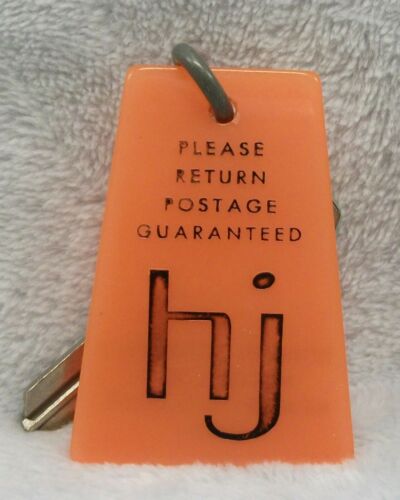 PLEASE
RETURN
POSTAGE
GUARANTEED
hj